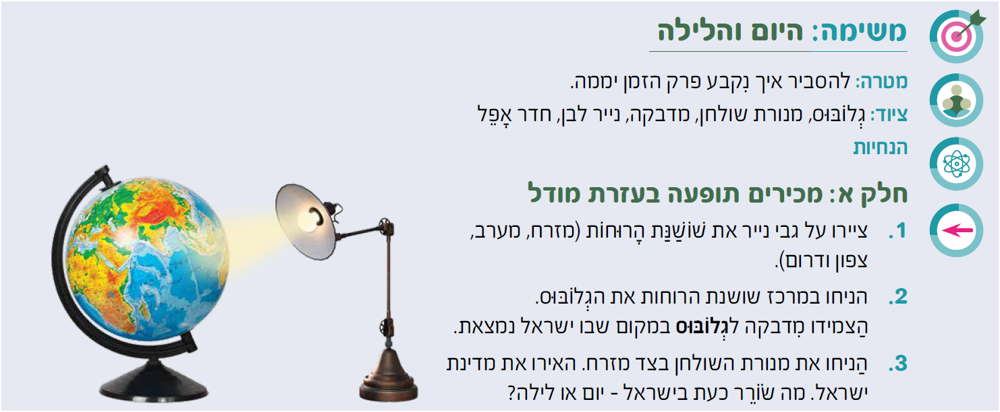 משימה: היום והלילה
מטרה: להסביר איך נִקבע פרק הזמן יממה.
ציוד: גְלוֹבּוּס, מנורת שולחן, מדבקה, נייר לבן, חדר אָפֵל
הנחיות
חלק א: מכירים תופעה בעזרת מודל
1. ציירו על גבי נייר את שׁוֹשַׁנַּת הָרוּחוֹת (מזרח, מערב,
צפון ודרום).
2. הניחו במרכז שושנת הרוחות את הגְלוֹבּוּס.
הַצמידו מִדבקה לגְלוֹבּוּס במקום שבו ישראל נמצאת.
3. הַניחו את מנורת השולחן בצד מזרח. האירו את מדינת
ישראל. מה שׂוֹרֵר כעת בישראל - יום או לילה?